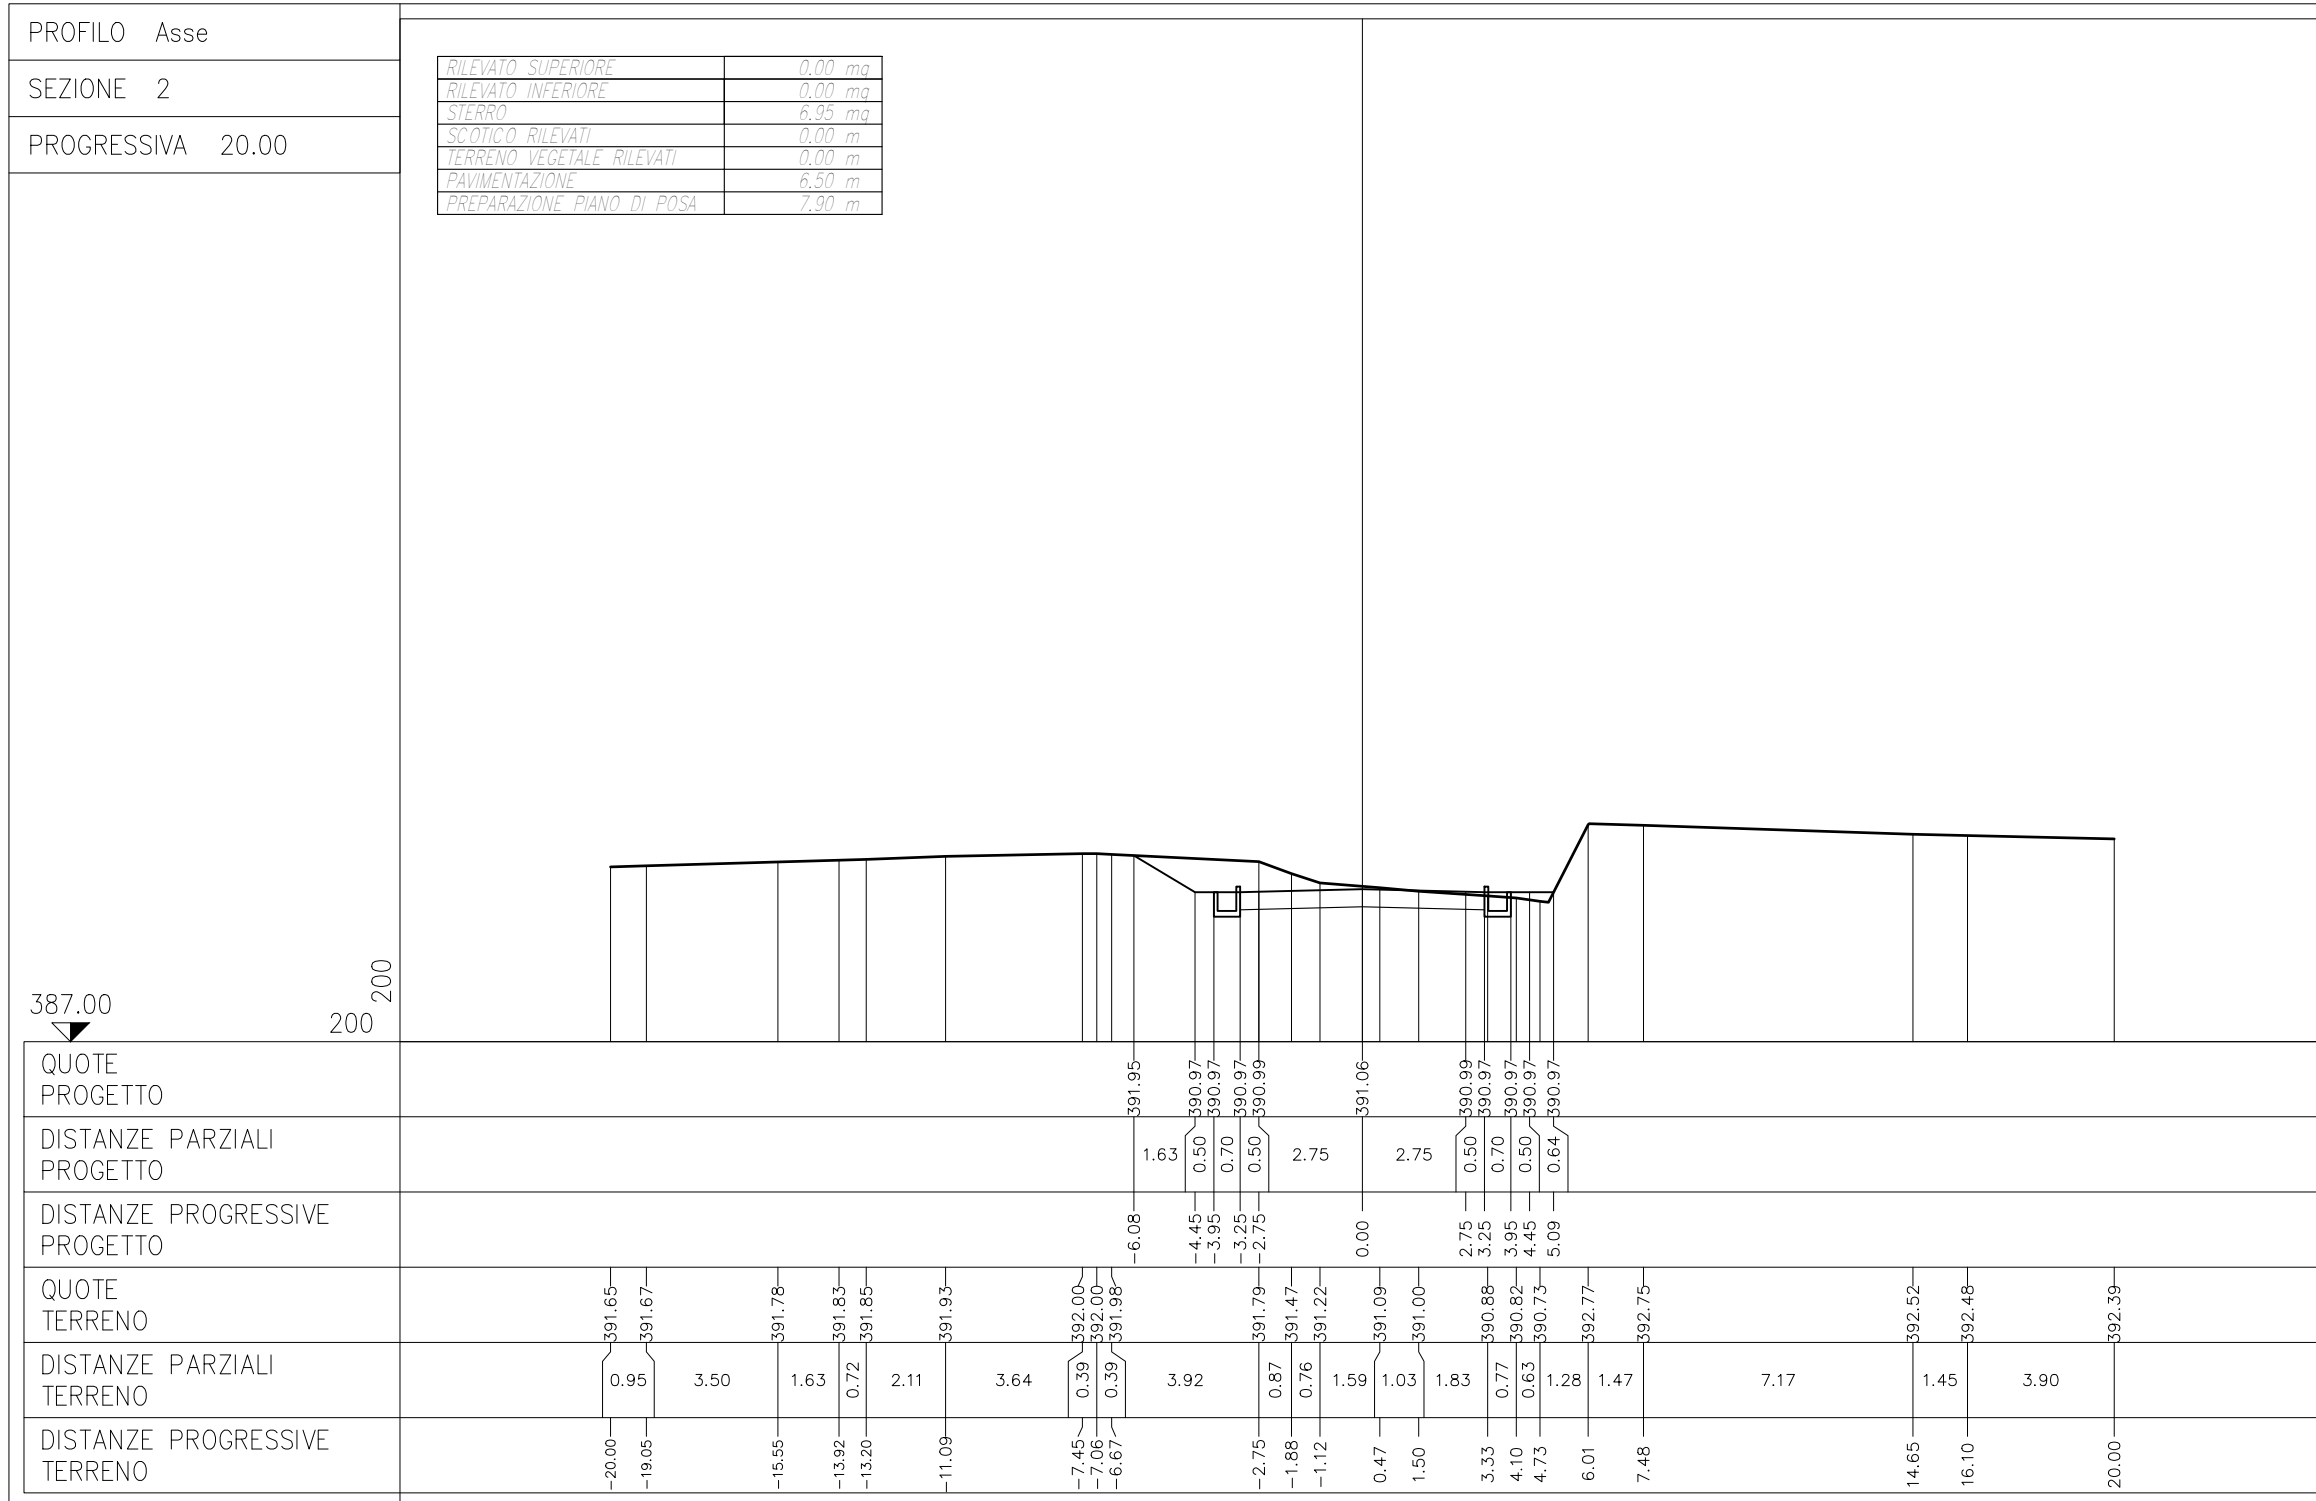 PROFILO Asse
SEZIONE 2
PROGRESSIVA 20.00
RILEVATO SUPERIORE 0.00 mq
RILEVATO INFERIORE 0.00 mq
STERRO 6.95 mq
SCOTICO RILEVATI 0.00 m
TERRENO VEGETALE RILEVATI 0.00 m
PAVIMENTAZIONE 6.50 m
PREPARAZIONE PIANO DI POSA 7.90 m
387.00
200
200
QUOTE
PROGETTO
391.95 390.97 390.97 390.97 390.99 391.06 390.99 390.97 390.97 390.97 390.97
DISTANZE PARZIALI
PROGETTO
1.63 0.50 0.70 0.50 2.75 2.75 0.50 0.70 0.50 0.64
DISTANZE PROGRESSIVE
PROGETTO
-6.08 -4.45 -3.95 -3.25 -2.75 0.00 2.75 3.25 3.95 4.45 5.09
QUOTE
TERRENO
391.65 391.67 391.78 391.83 391.85 391.93 392.00 392.00 391.98 391.79 391.47 391.22 391.09 391.00 390.88 390.82 390.73 392.77 392.75 392.52 392.48 392.39
DISTANZE PARZIALI
TERRENO
0.95 3.50 1.63 0.72 2.11 3.64 0.39 0.39 3.92 0.87 0.76 1.59 1.03 1.83 0.77 0.63 1.28 1.47 7.17 1.45 3.90
DISTANZE PROGRESSIVE
TERRENO
-20.00 -19.05 -15.55 -13.92 -13.20 -11.09 -7.45 -7.06 -6.67 -2.75 -1.88 -1.12 0.47 1.50 3.33 4.10 4.73 6.01 7.48 14.65 16.10 20.00